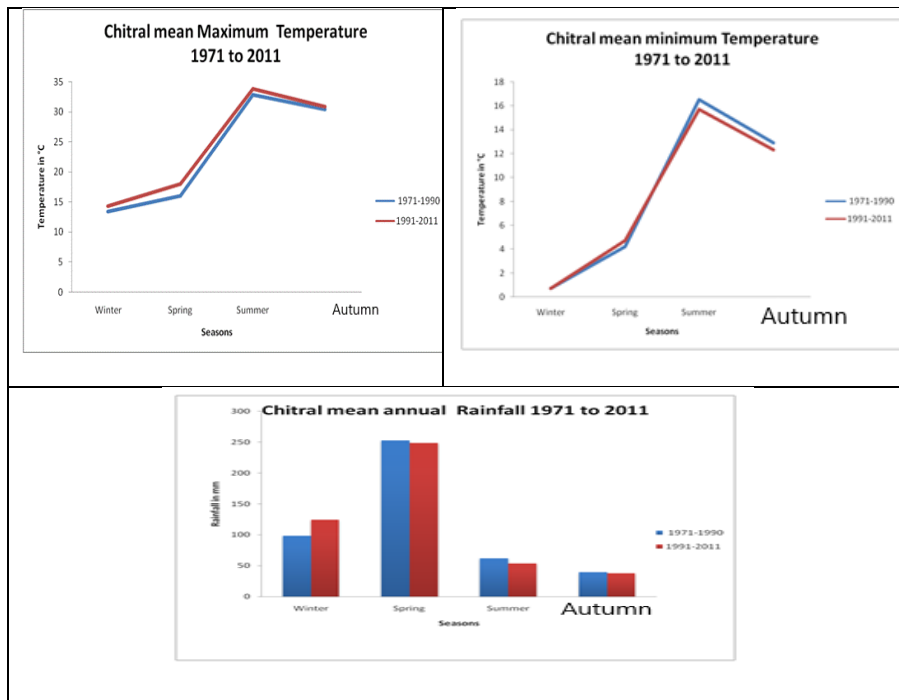 Chitral mean Maximum Temperature
1971 to 2011
35
30
25
20
15
10
5
0
Temperature in °C
Winter Spring Summer Autumn
Seasons
1971-1990
1991-2011
Chitral mean minimum Temperature
1971 to 2011
18
16
14
12
10
8
6
4
2
0
Temperature in °C
Winter Spring Summer Autumn
Seasons
1971-1990
1991-2011
Chitral mean annual Rainfall 1971 to 2011
300
250
200
150
100
50
0
Rainfall in mm
Winter Spring Summer Autumn
Seasons
1971-1990
1991-2011